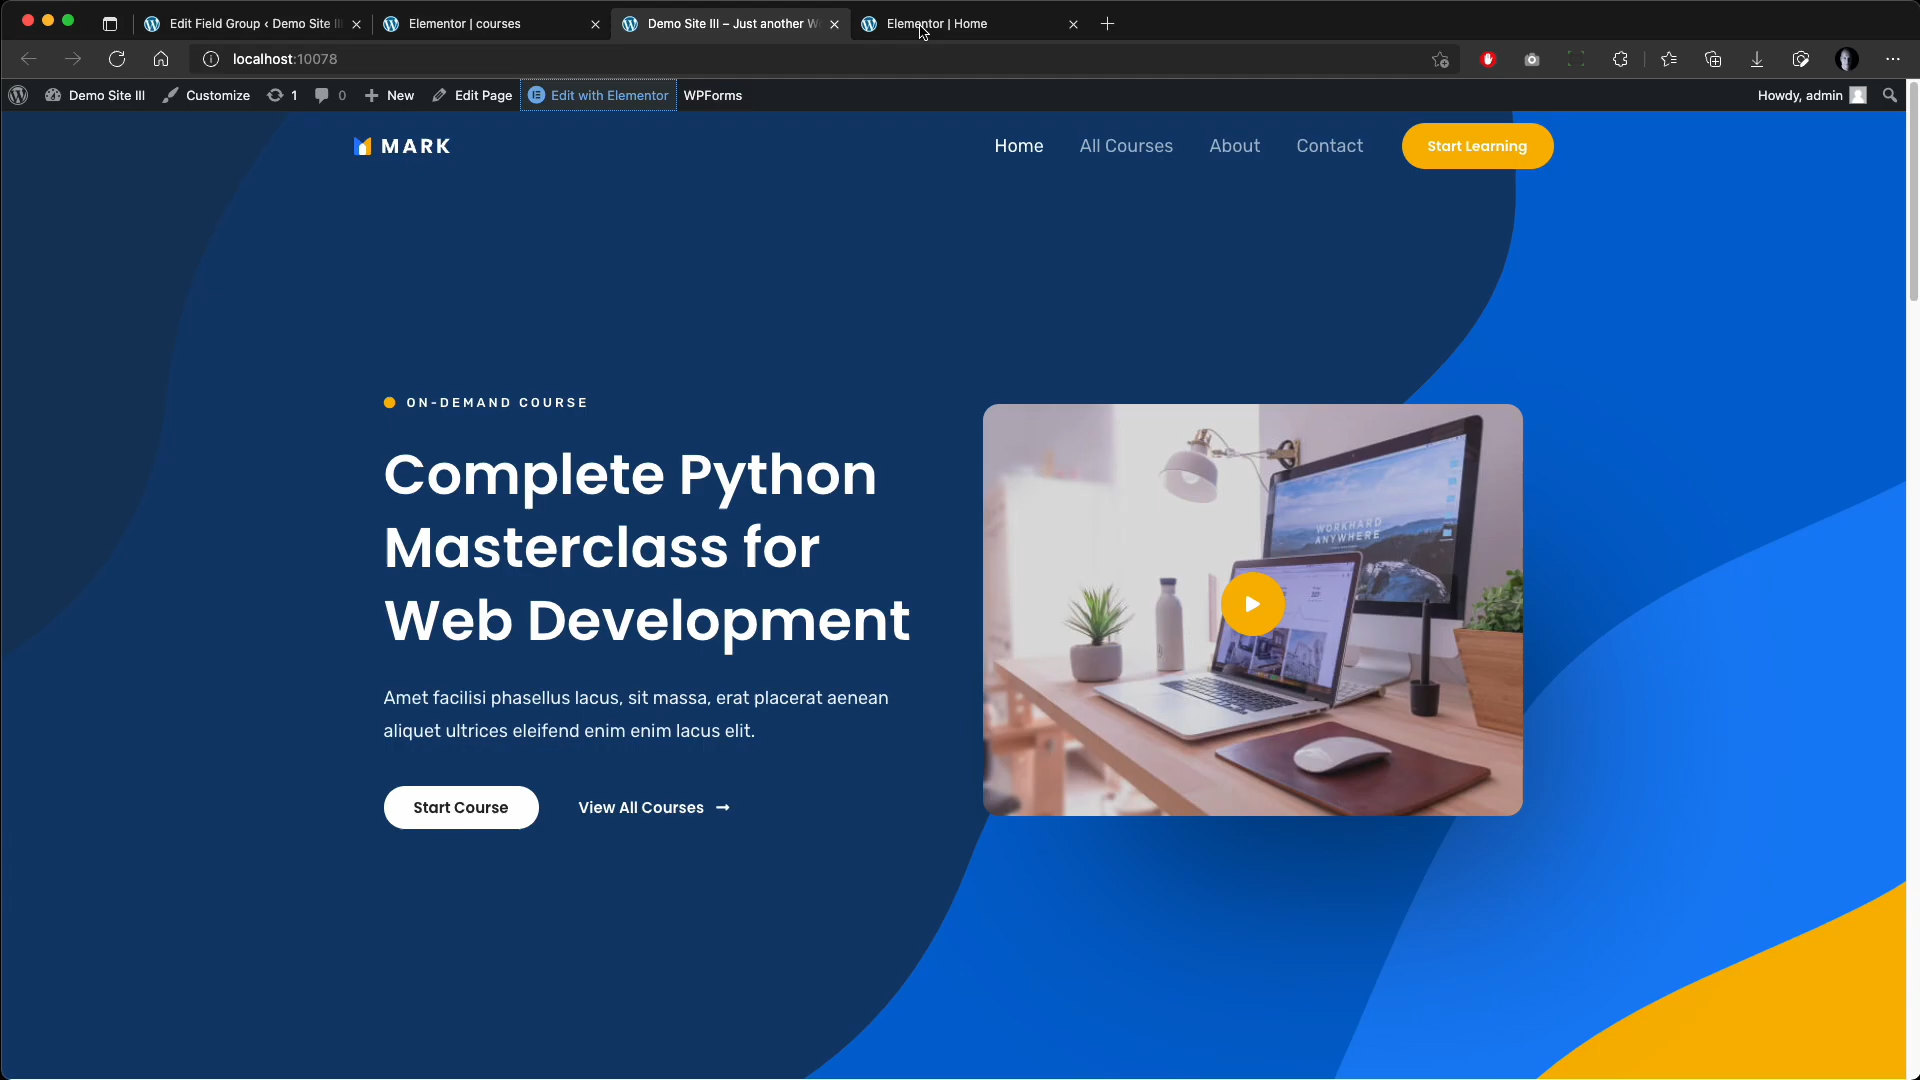 Edit Field Group ‹ Demo Site III
Elementor | courses
Demo Site III – Just another W
Elementor | Home
localhost:10078
Demo Site III
Customize
1
0
New
Edit Page
Edit with Elementor
WPForms
Howdy, admin
MARK
Home
All Courses
About
Contact
Start Learning
ON-DEMAND COURSE
Complete Python
Masterclass for
Web Development
Amet facilisi phasellus lacus, sit massa, erat placerat aenean
aliquet ultrices eleifend enim enim lacus elit.
Start Course
View All Courses →
WORKHARD
ANYWHERE